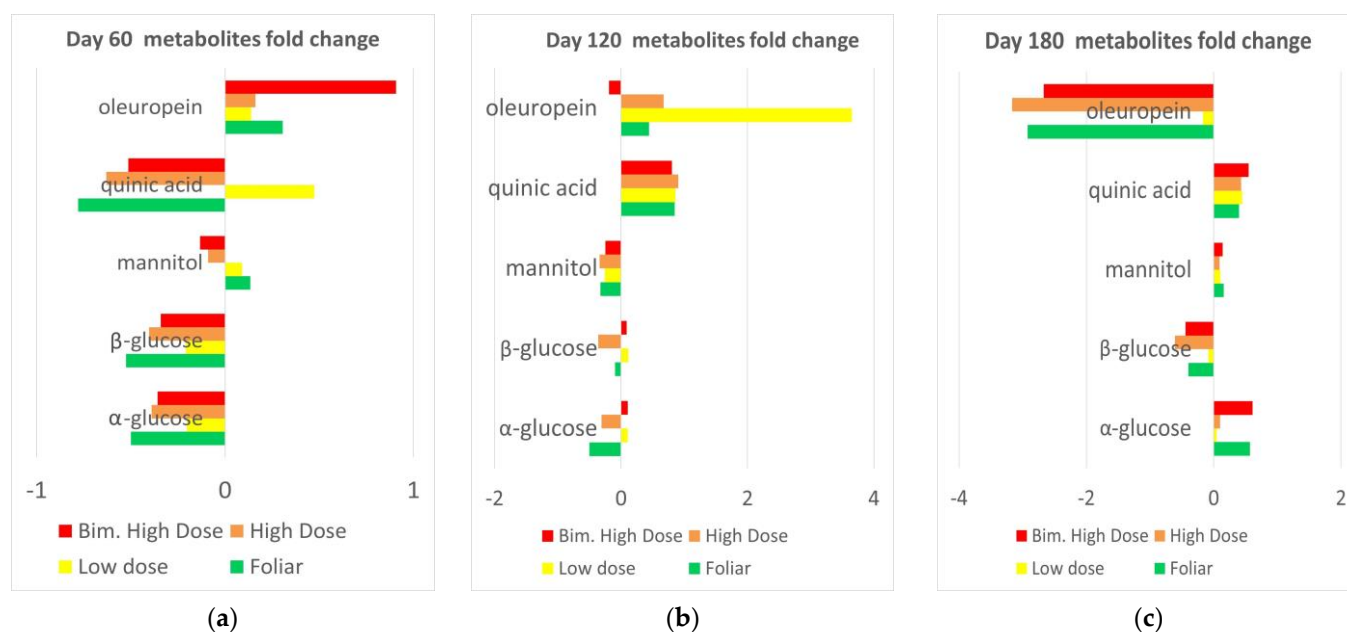 Day 60 metabolites fold change
oleuropein
quinic acid
mannitol
β-glucose
α-glucose
-1 0 1
Bim. High Dose High Dose
Low dose Foliar
(a)
Day 120 metabolites fold change
oleuropein
quinic acid
mannitol
β-glucose
α-glucose
-2 0 2 4
Bim. High Dose High Dose
Low dose Foliar
(b)
Day 180 metabolites fold change
oleuropein
quinic acid
mannitol
β-glucose
α-glucose
-4 -2 0 2
Bim. High Dose High Dose
Low dose Foliar
(c)